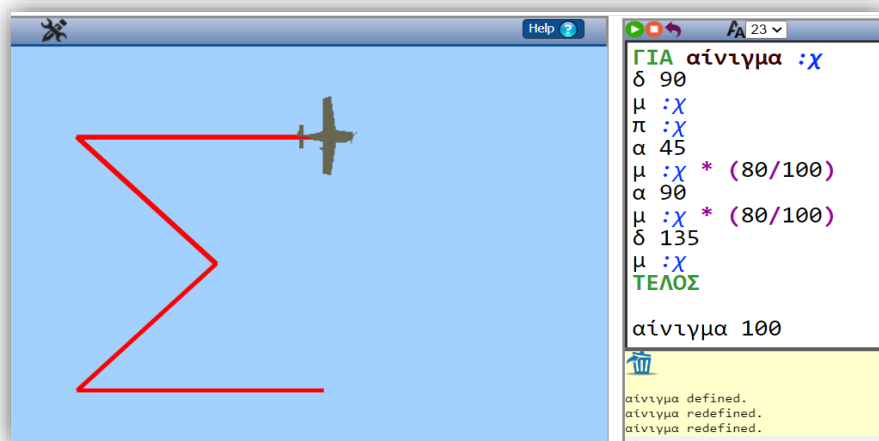 Help ?
AA 23
ΓΙΑ αίνιγμα :χ
δ 90
μ :χ
π :χ
α 45
μ :χ * (80/100)
α 90
μ :χ * (80/100)
δ 135
μ :χ
ΤΕΛΟΣ
αίνιγμα 100
αίνιγμα defined.
αίνιγμα redefined.
αίνιγμα redefined.